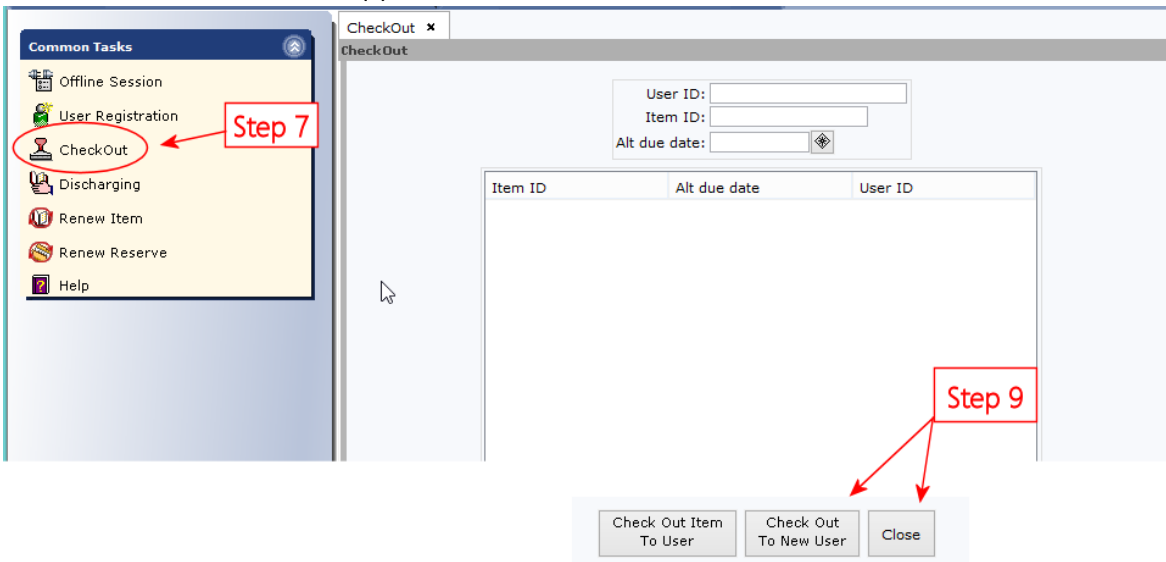 Common Tasks
Offline Session
User Registration
CheckOut
Discharging
Renew Item
Renew Reserve
Help
Step 7
CheckOut ×
CheckOut
User ID:
Item ID:
Alt due date:
Item ID Alt due date User ID
Step 9
Check Out Item
To User
Check Out
To New User
Close